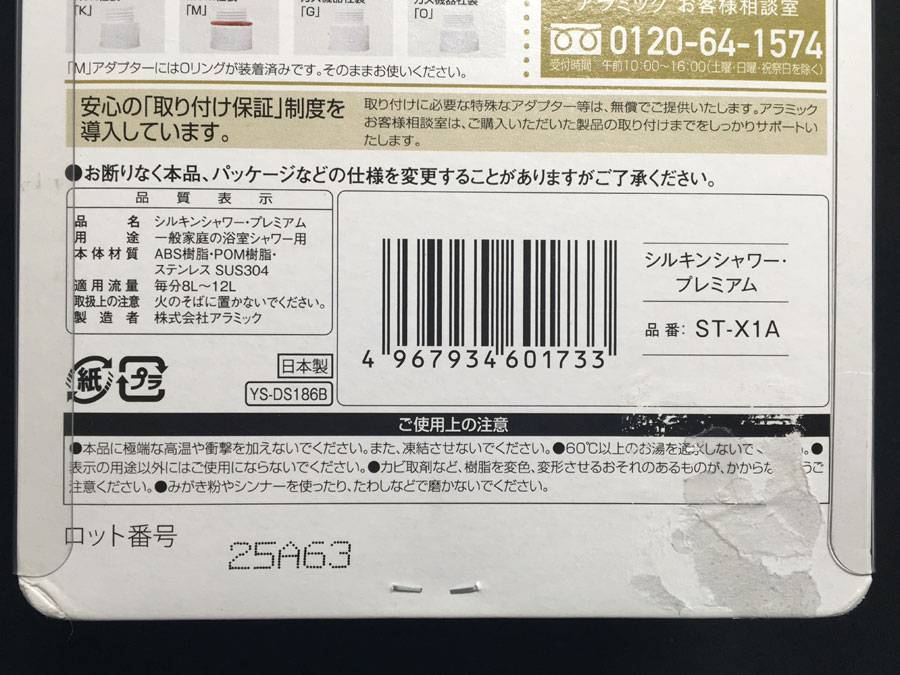 「K」
「M」
「G」
「O」
アラミック お客様相談室
0120-64-1574
受付時間 午前10:00〜16:00(土曜・日曜・祝祭日を除く)
「M」アダプターにはOリングが装着済みです。そのままお使いください。
安心の「取り付け保証」制度を
導入しています。
取り付けに必要な特殊なアダプター等は、無償でご提供いたします。アラミック
お客様相談室は、ご購入いただいた製品の取り付けまでをしっかりサポートい
たします。
●お断りなく本品、パッケージなどの仕様を変更することがありますがご了承ください。
品質表示
品名 シルキンシャワー・プレミアム
用途 一般家庭の浴室シャワー用
本体材質 ABS樹脂・POM樹脂・
ステンレス SUS304
適用流量 毎分8L〜12L
取扱上の注意 火のそばに置かないでください。
製造者 株式会社アラミック
紙 プラ
日本製
YS-DS186B
4 967934 601733
シルキンシャワー・
プレミアム
品番: ST-X1A
ご使用上の注意
●本品に極端な高温や衝撃を加えないでください。また、凍結させないでください。●60℃以上のお湯を通水しないで 。●
表示の用途以外にはご使用にならないでください。●カビ取剤など、樹脂を変色、変形させるおそれのあるものが、かからな うご
注意ください。●みがき粉やシンナーを使ったり、たわしなどで磨かないでください。
ロット番号
25A63